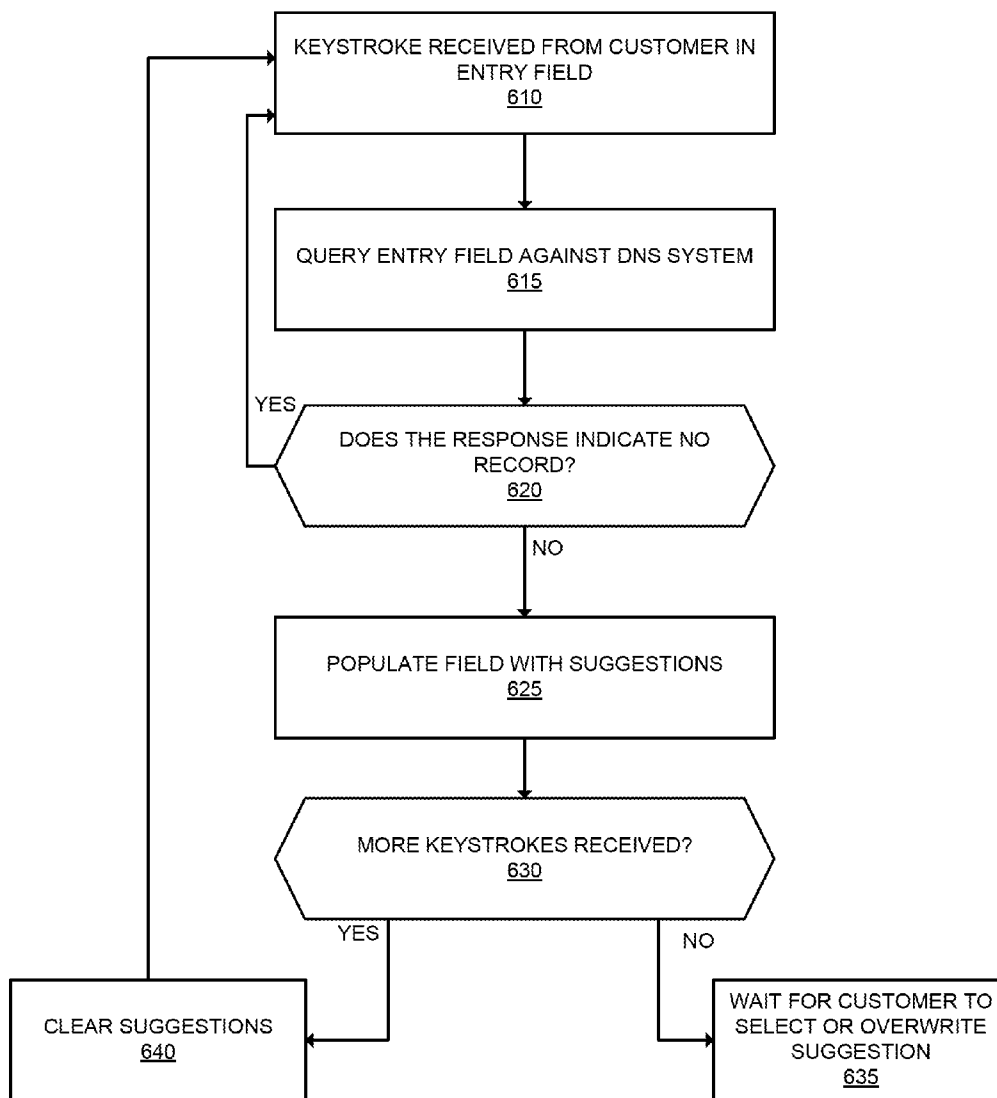 KEYSTROKE RECEIVED FROM CUSTOMER IN
ENTRY FIELD
610
QUERY ENTRY FIELD AGAINST DNS SYSTEM
615
YES
DOES THE RESPONSE INDICATE NO
RECORD?
620
NO
POPULATE FIELD WITH SUGGESTIONS
625
MORE KEYSTROKES RECEIVED?
630
YES
NO
CLEAR SUGGESTIONS
640
WAIT FOR CUSTOMER TO
SELECT OR OVERWRITE
SUGGESTION
635